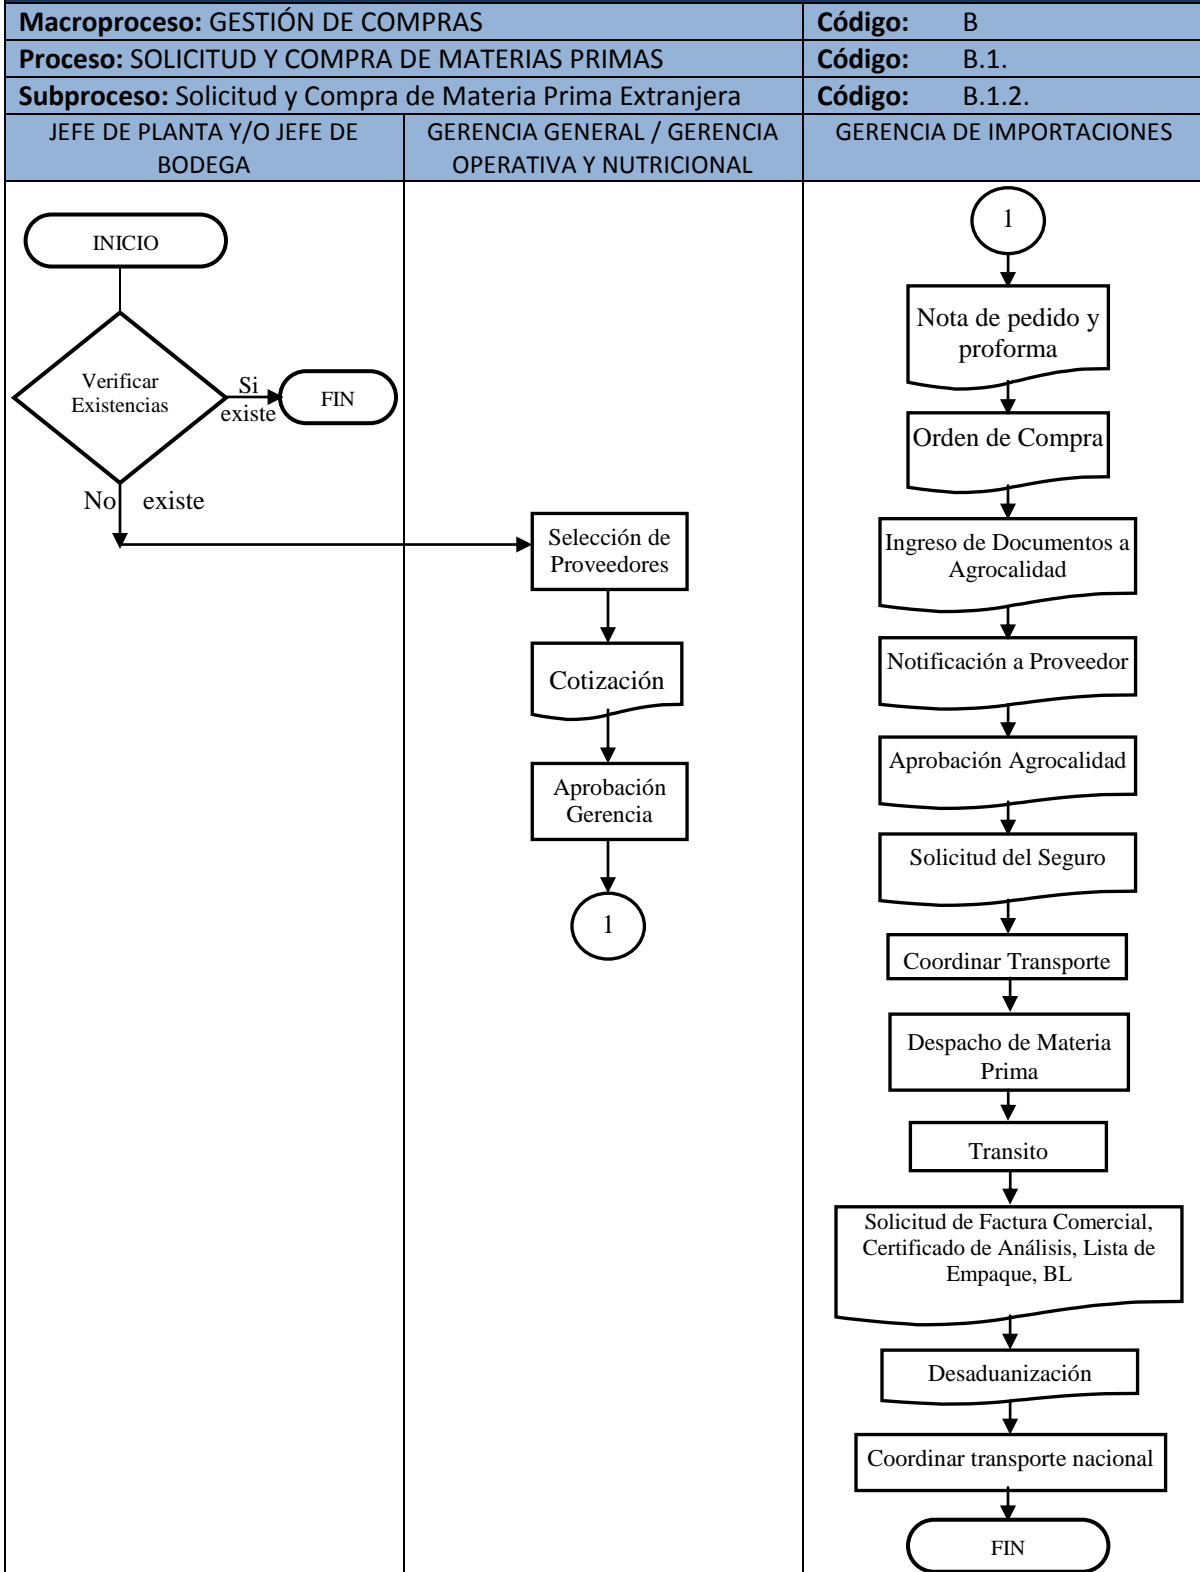 Macroproceso: GESTIÓN DE COMPRAS
Código: B
Proceso: SOLICITUD Y COMPRA DE MATERIAS PRIMAS
Código: B.1.
Subproceso: Solicitud y Compra de Materia Prima Extranjera
Código: B.1.2.
JEFE DE PLANTA Y/O JEFE DE
BODEGA
GERENCIA GENERAL / GERENCIA
OPERATIVA Y NUTRICIONAL
GERENCIA DE IMPORTACIONES
INICIO
Verificar
Existencias
Si
existe
FIN
No existe
Selección de
Proveedores
Cotización
Aprobación
Gerencia
1
1
Nota de pedido y
proforma
Orden de Compra
Ingreso de Documentos a
Agrocalidad
Notificación a Proveedor
Aprobación Agrocalidad
Solicitud del Seguro
Coordinar Transporte
Despacho de Materia
Prima
Transito
Solicitud de Factura Comercial,
Certificado de Análisis, Lista de
Empaque, BL
Desaduanización
Coordinar transporte nacional
FIN